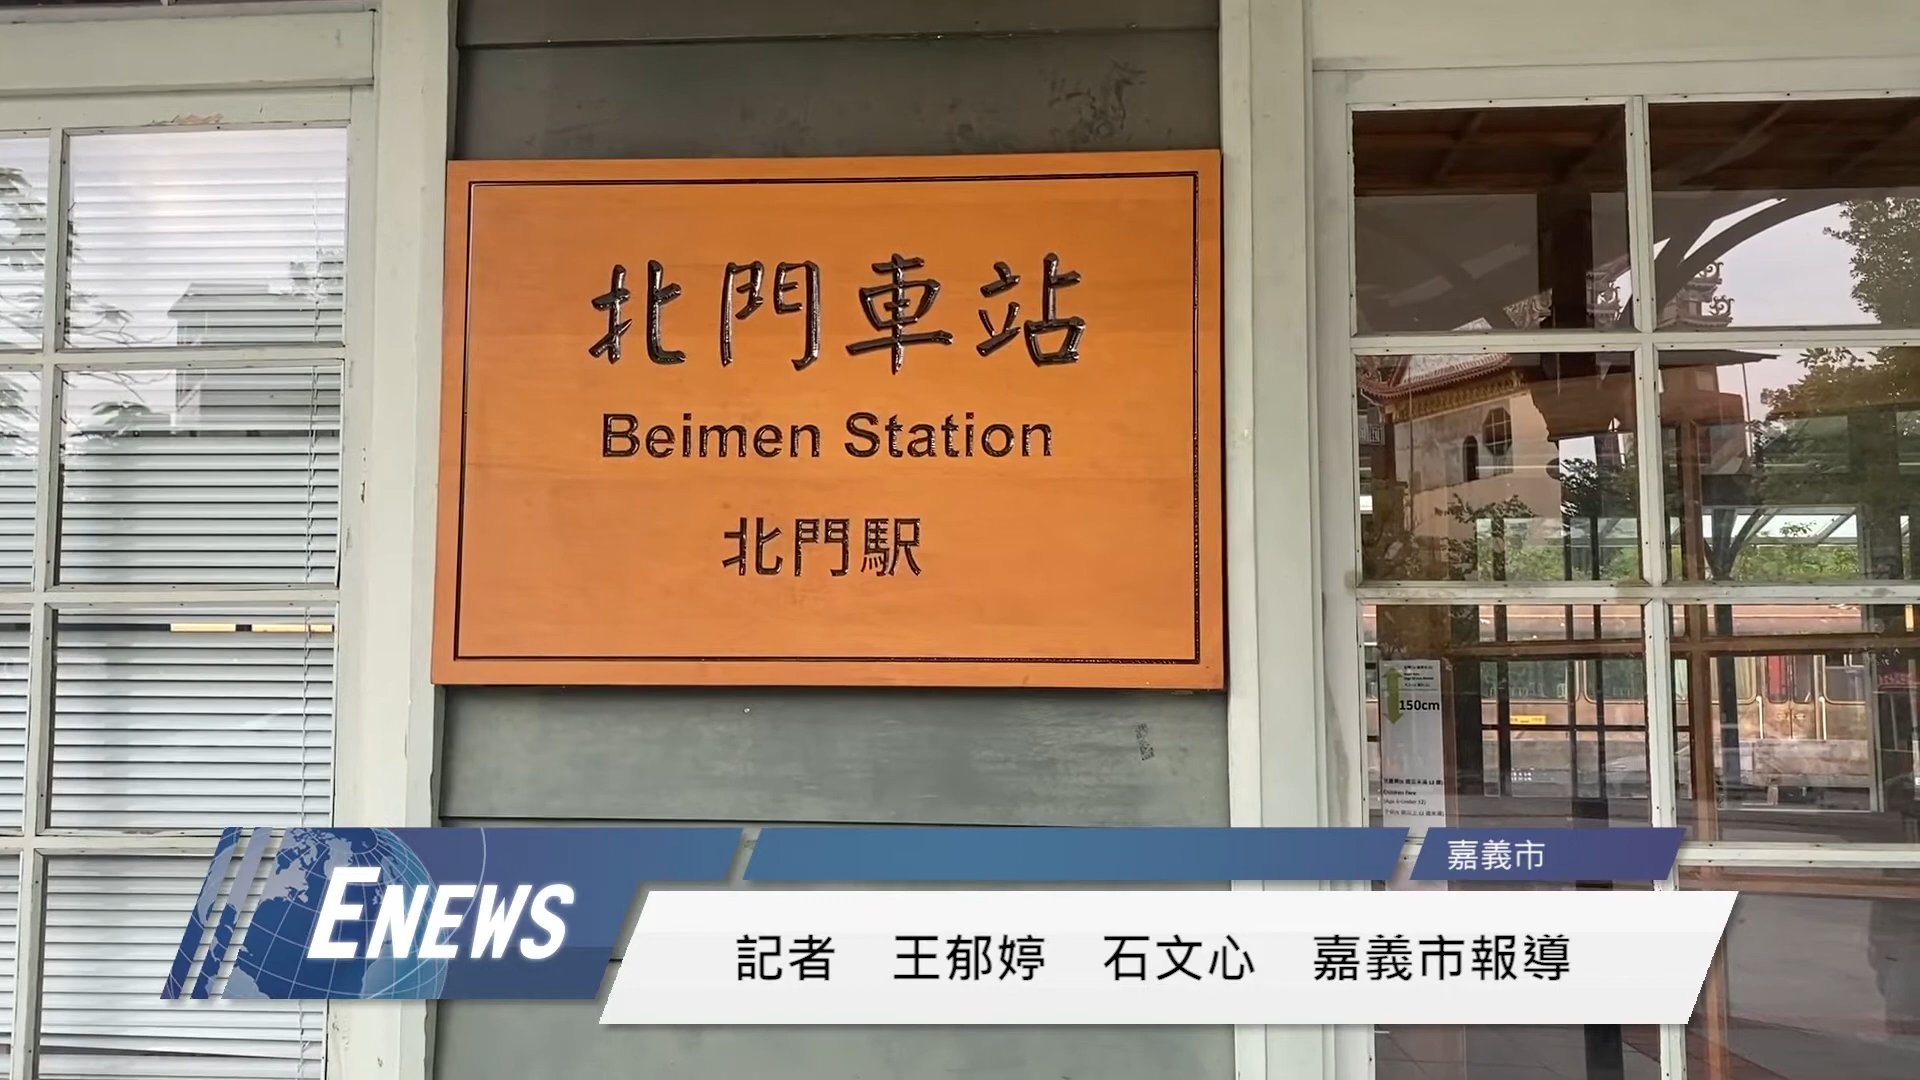 北門車站
Beimen Station
北門駅
150cm
嘉義市
ENEWS
記者 王郁婷 石文心 嘉義市報導